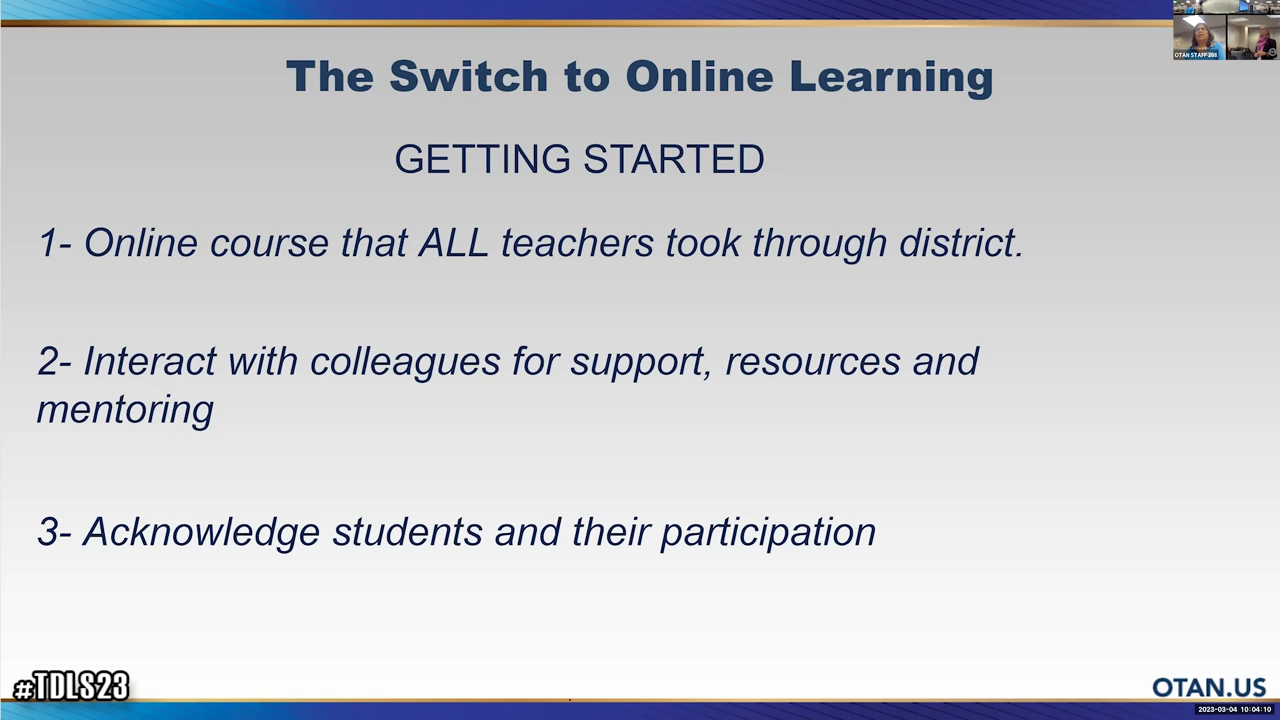 OTAN STAFF 208
The Switch to Online Learning
GETTING STARTED
1- Online course that ALL teachers took through district.
2- Interact with colleagues for support, resources and
mentoring
3- Acknowledge students and their participation
#TDLS23
OTAN.US
2023-03-04 10:04:10